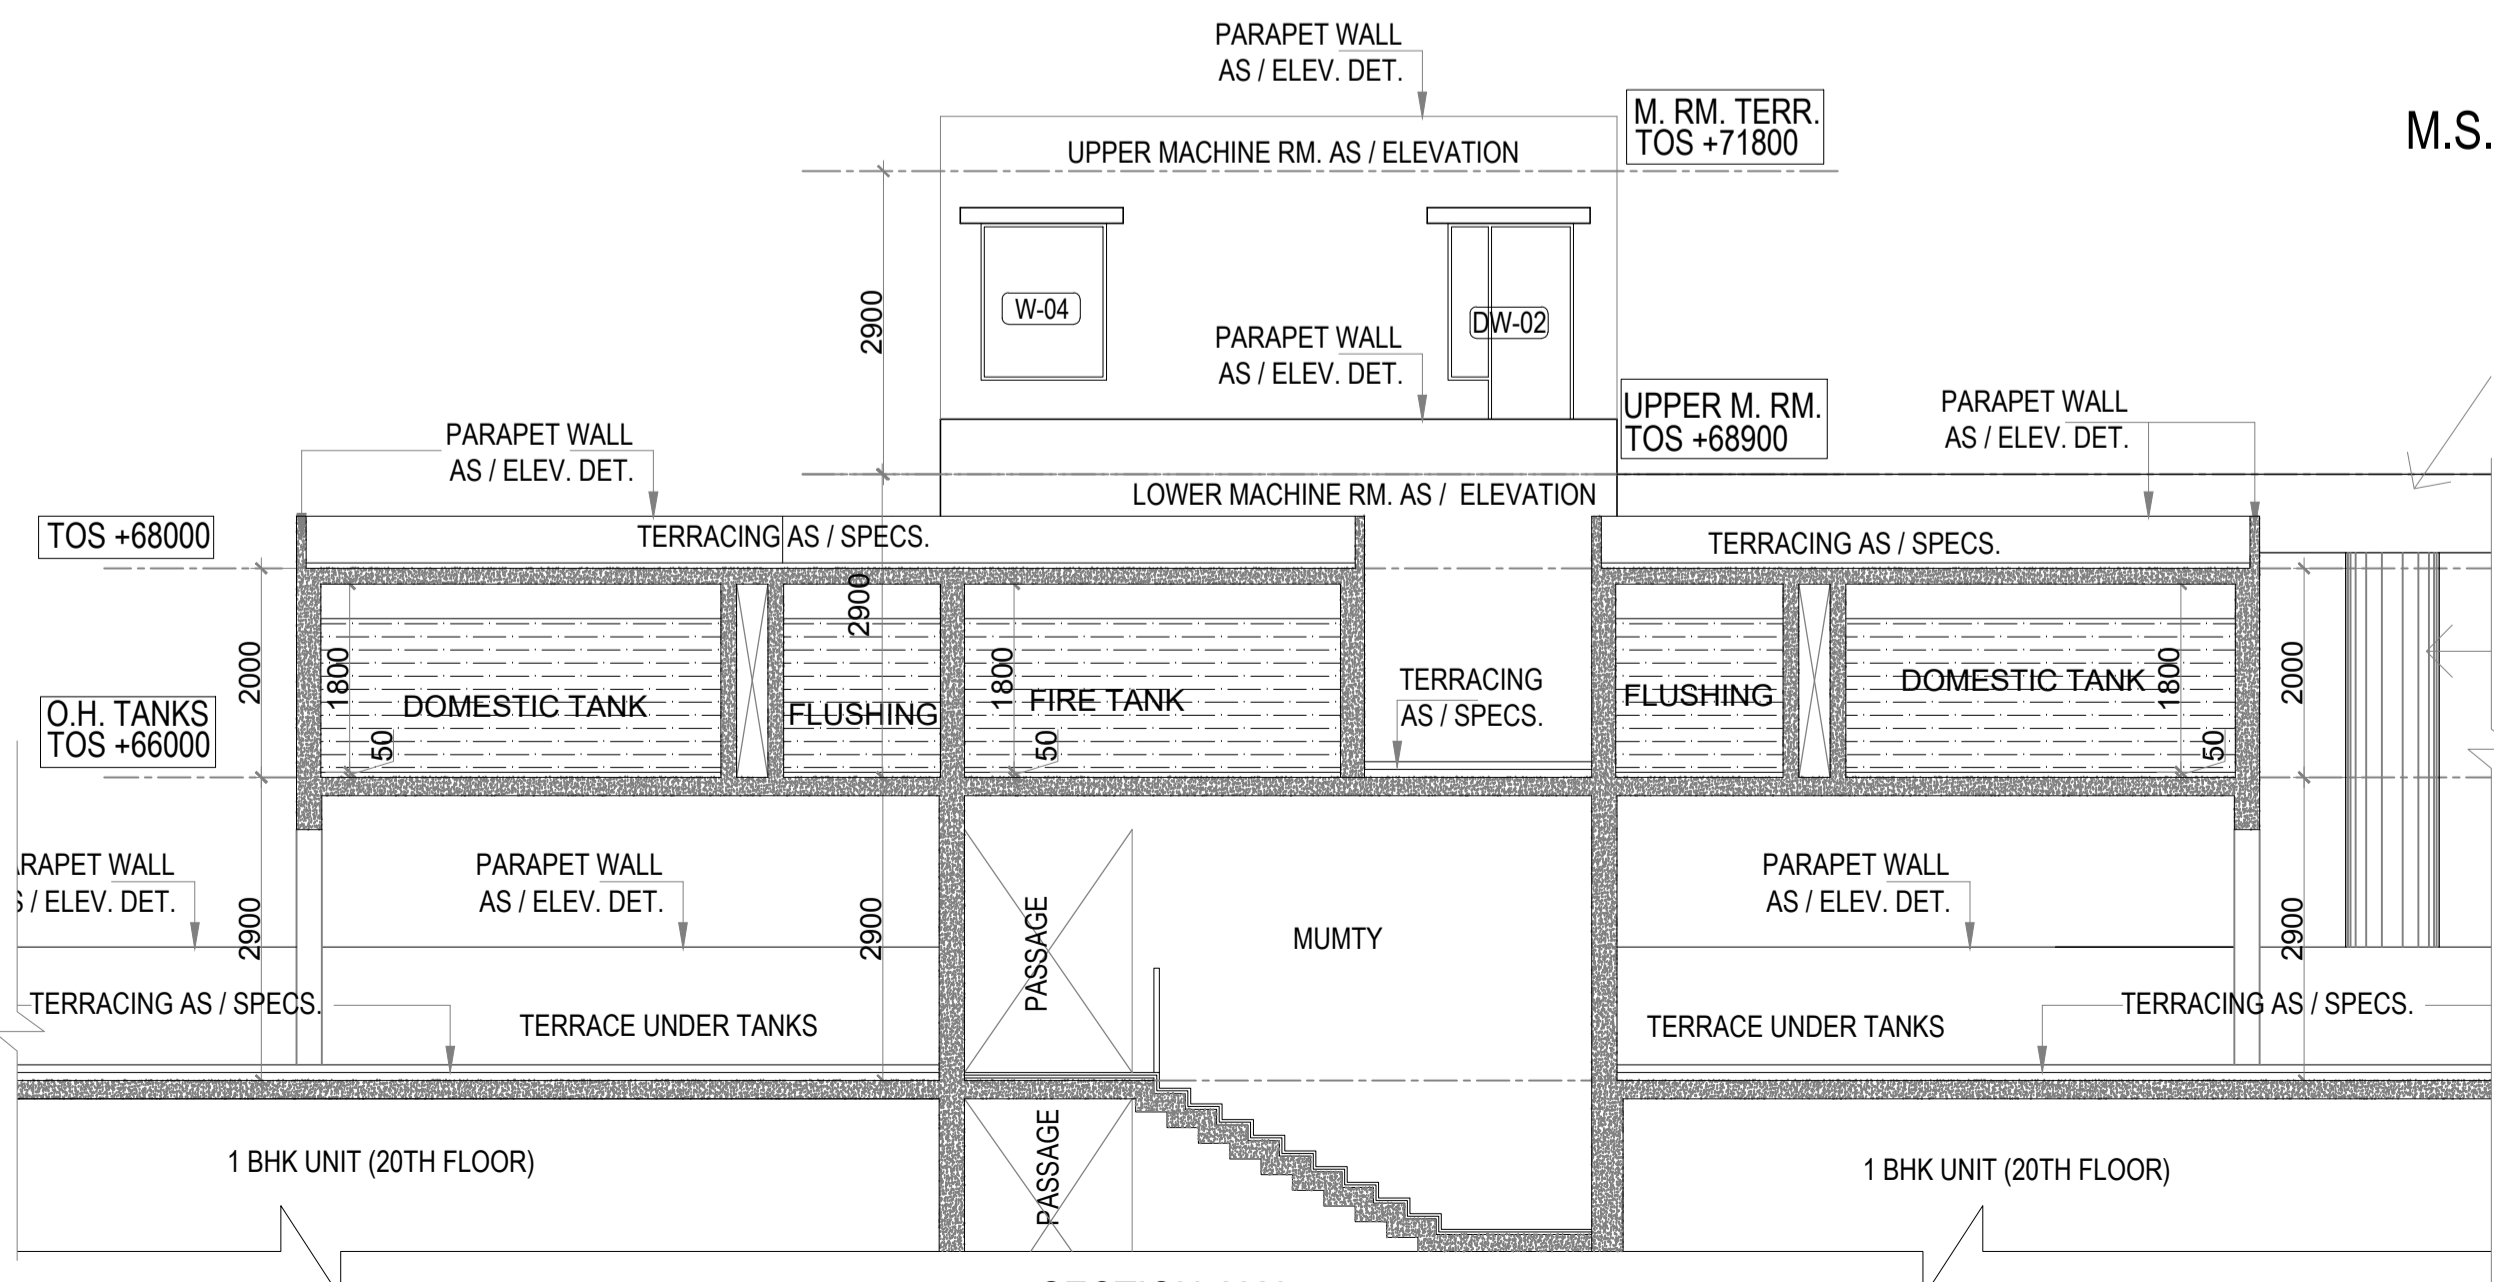 PARAPET WALL
AS / ELEV. DET.
M. RM. TERR.
TOS +71800
M.S.
UPPER MACHINE RM. AS / ELEVATION
W-04
DW-02
2900
PARAPET WALL
AS / ELEV. DET.
UPPER M. RM.
TOS +68900
PARAPET WALL
AS / ELEV. DET.
PARAPET WALL
AS / ELEV. DET.
LOWER MACHINE RM. AS / ELEVATION
TOS +68000
TERRACING AS / SPECS.
TERRACING AS / SPECS.
2900
2000
1800
1800
1800
2000
O.H. TANKS
TOS +66000
DOMESTIC TANK
FLUSHING
FIRE TANK
TERRACING
AS / SPECS.
FLUSHING
DOMESTIC TANK
50
50
50
RAPET WALL
/ ELEV. DET.
PARAPET WALL
AS / ELEV. DET.
PARAPET WALL
AS / ELEV. DET.
2900
2900
PASSAGE
MUMTY
2900
TERRACING AS / SPECS.
TERRACE UNDER TANKS
TERRACE UNDER TANKS
TERRACING AS / SPECS.
1 BHK UNIT (20TH FLOOR)
PASSAGE
1 BHK UNIT (20TH FLOOR)